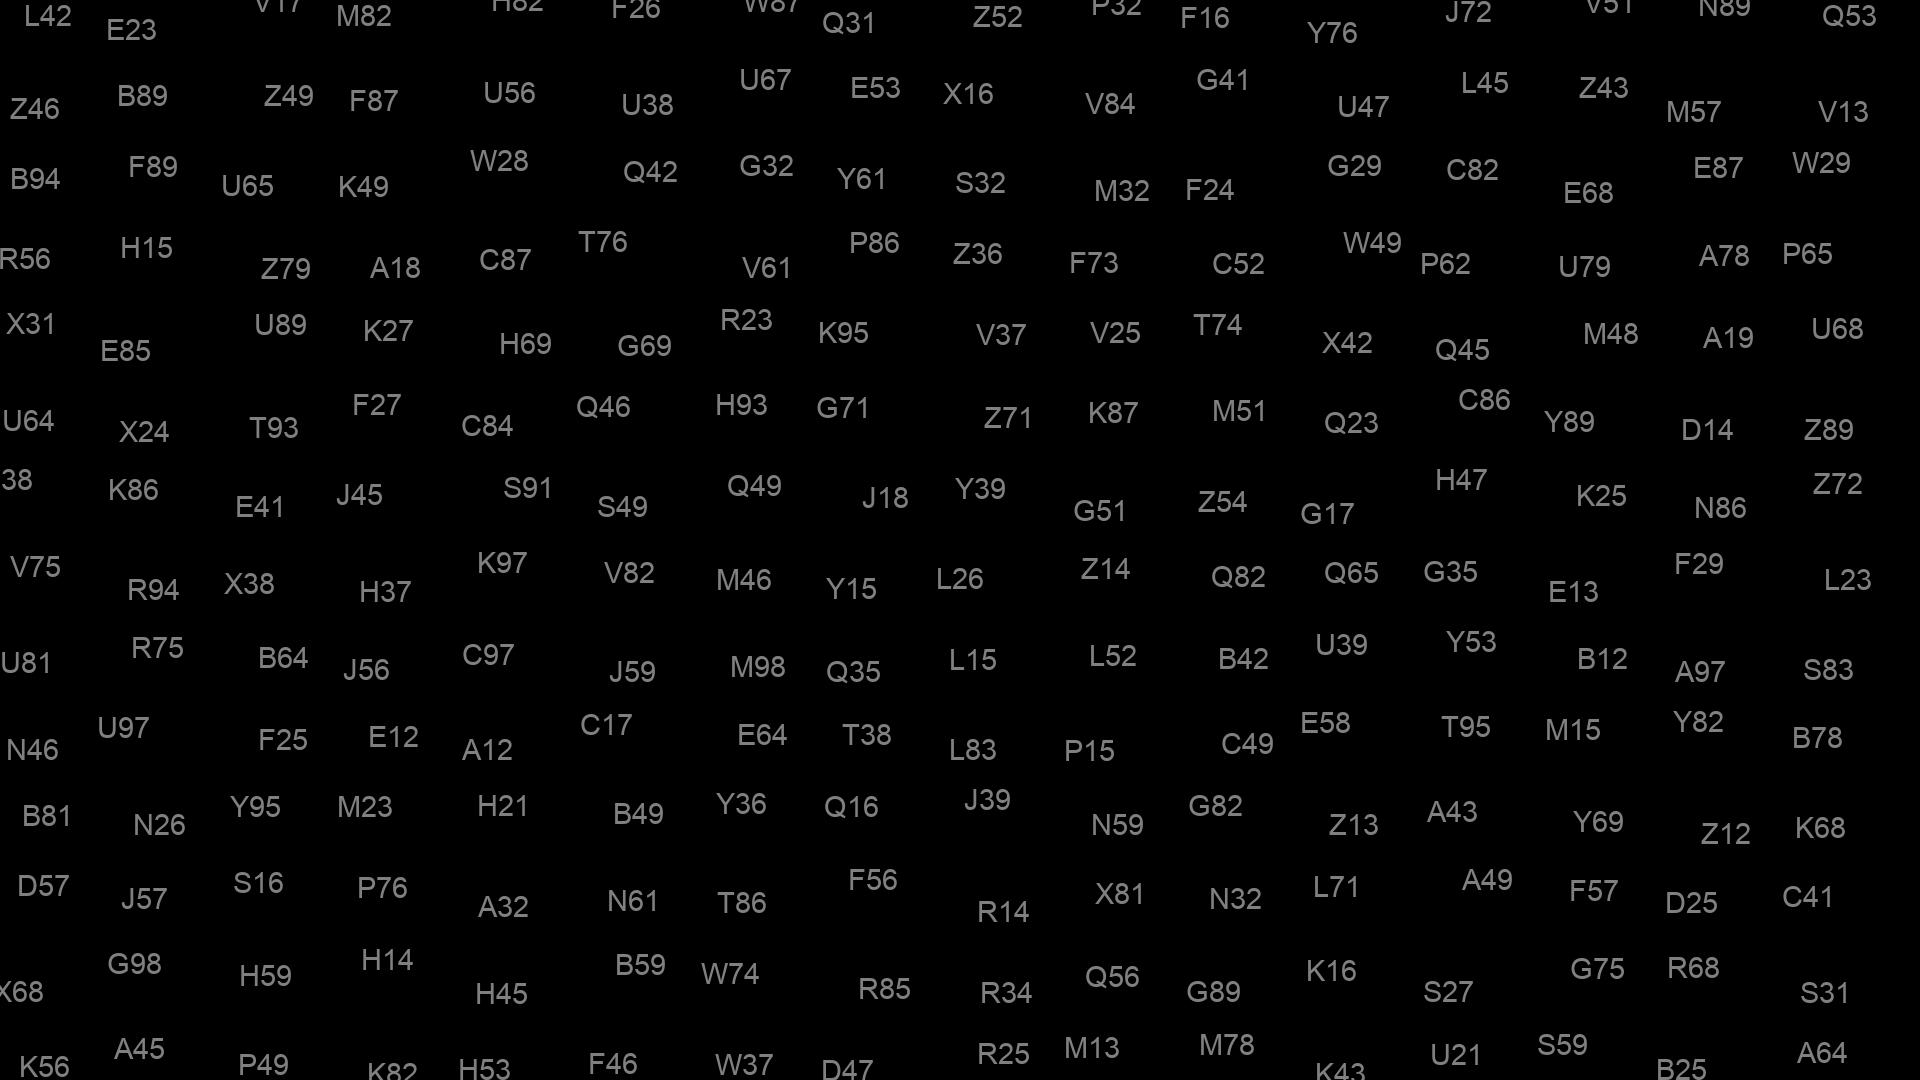 L42 E23 V17 M82 H82 F26 W87 Q31 Z52 P32 F16 Y76 J72 V51 N89 Q53
Z46 B89 Z49 F87 U56 U38 U67 E53 X16 V84 G41 U47 L45 Z43 M57 V13
B94 F89 U65 K49 W28 Q42 G32 Y61 S32 M32 F24 G29 C82 E68 E87 W29
R56 H15 Z79 A18 C87 T76 V61 P86 Z36 F73 C52 W49 P62 U79 A78 P65
X31 E85 U89 K27 H69 G69 R23 K95 V37 V25 T74 X42 Q45 M48 A19 U68
U64 X24 T93 F27 C84 Q46 H93 G71 Z71 K87 M51 Q23 C86 Y89 D14 Z89
38 K86 E41 J45 S91 S49 Q49 J18 Y39 G51 Z54 G17 H47 K25 N86 Z72
V75 R94 X38 H37 K97 V82 M46 Y15 L26 Z14 Q82 Q65 G35 E13 F29 L23
U81 R75 B64 J56 C97 J59 M98 Q35 L15 L52 B42 U39 Y53 B12 A97 S83
N46 U97 F25 E12 A12 C17 E64 T38 L83 P15 C49 E58 T95 M15 Y82 B78
B81 N26 Y95 M23 H21 B49 Y36 Q16 J39 N59 G82 Z13 A43 Y69 Z12 K68
D57 J57 S16 P76 A32 N61 T86 F56 R14 X81 N32 L71 A49 F57 D25 C41
X68 G98 H59 H14 H45 B59 W74 R85 R34 Q56 G89 K16 S27 G75 R68 S31
K56 A45 P49 K82 H53 F46 W37 D47 R25 M13 M78 K43 U21 S59 B25 A64